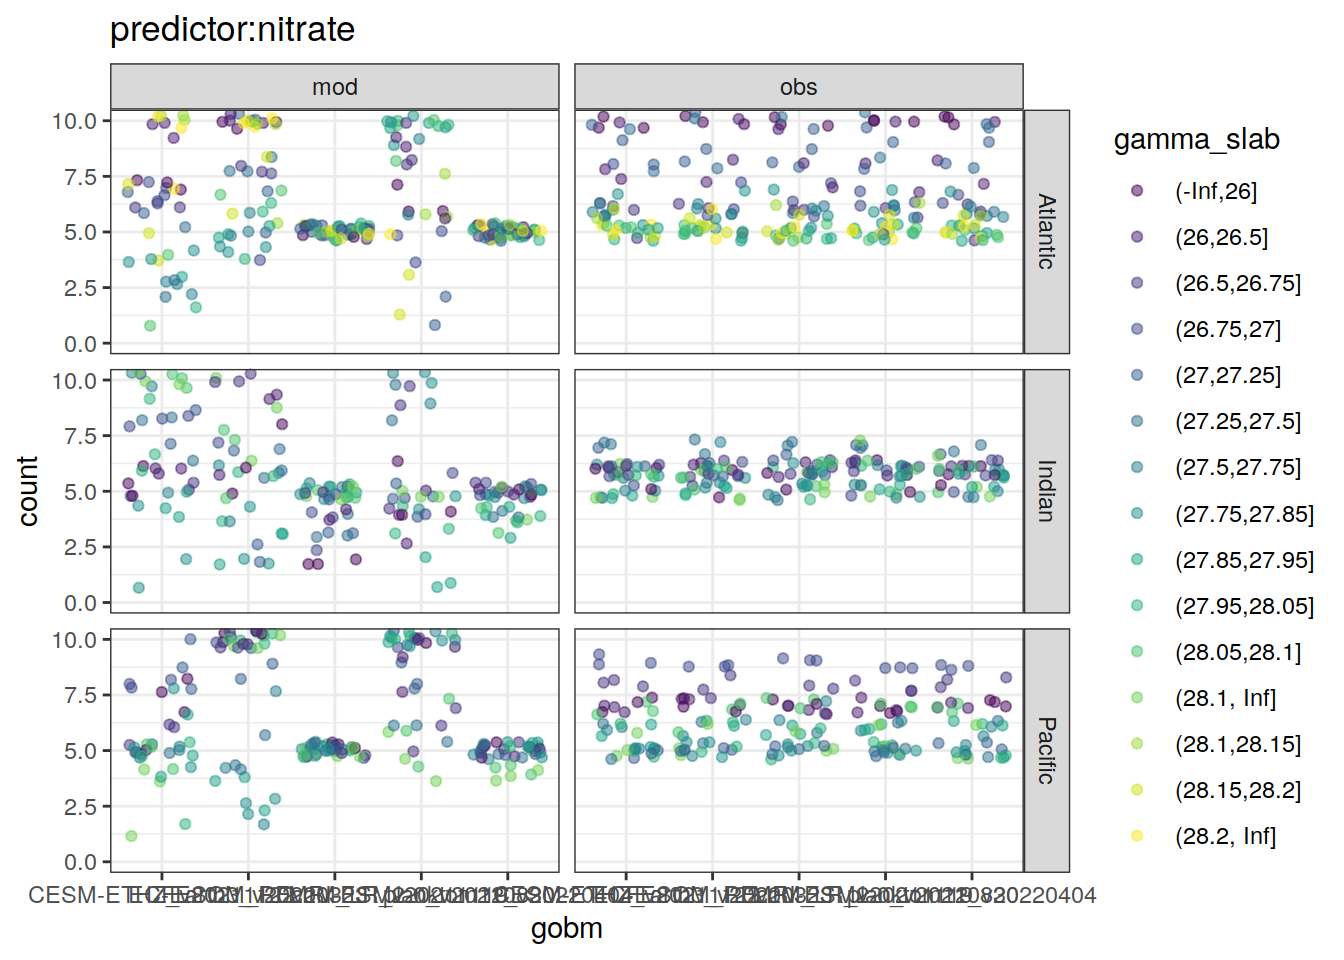 predictor:nitrate
mod
obs
10.0
7.5
5.0
2.5
0.0
Atlantic
10.0
7.5
5.0
2.5
0.0
Indian
10.0
7.5
5.0
2.5
0.0
Pacific
count
gobm
gamma_slab
(-Inf,26]
(26,26.5]
(26.5,26.75]
(26.75,27]
(27,27.25]
(27.25,27.5]
(27.5,27.75]
(27.75,27.85]
(27.85,27.95]
(27.95,28.05]
(28.05,28.1]
(28.1, Inf]
(28.1,28.15]
(28.15,28.2]
(28.2, Inf]